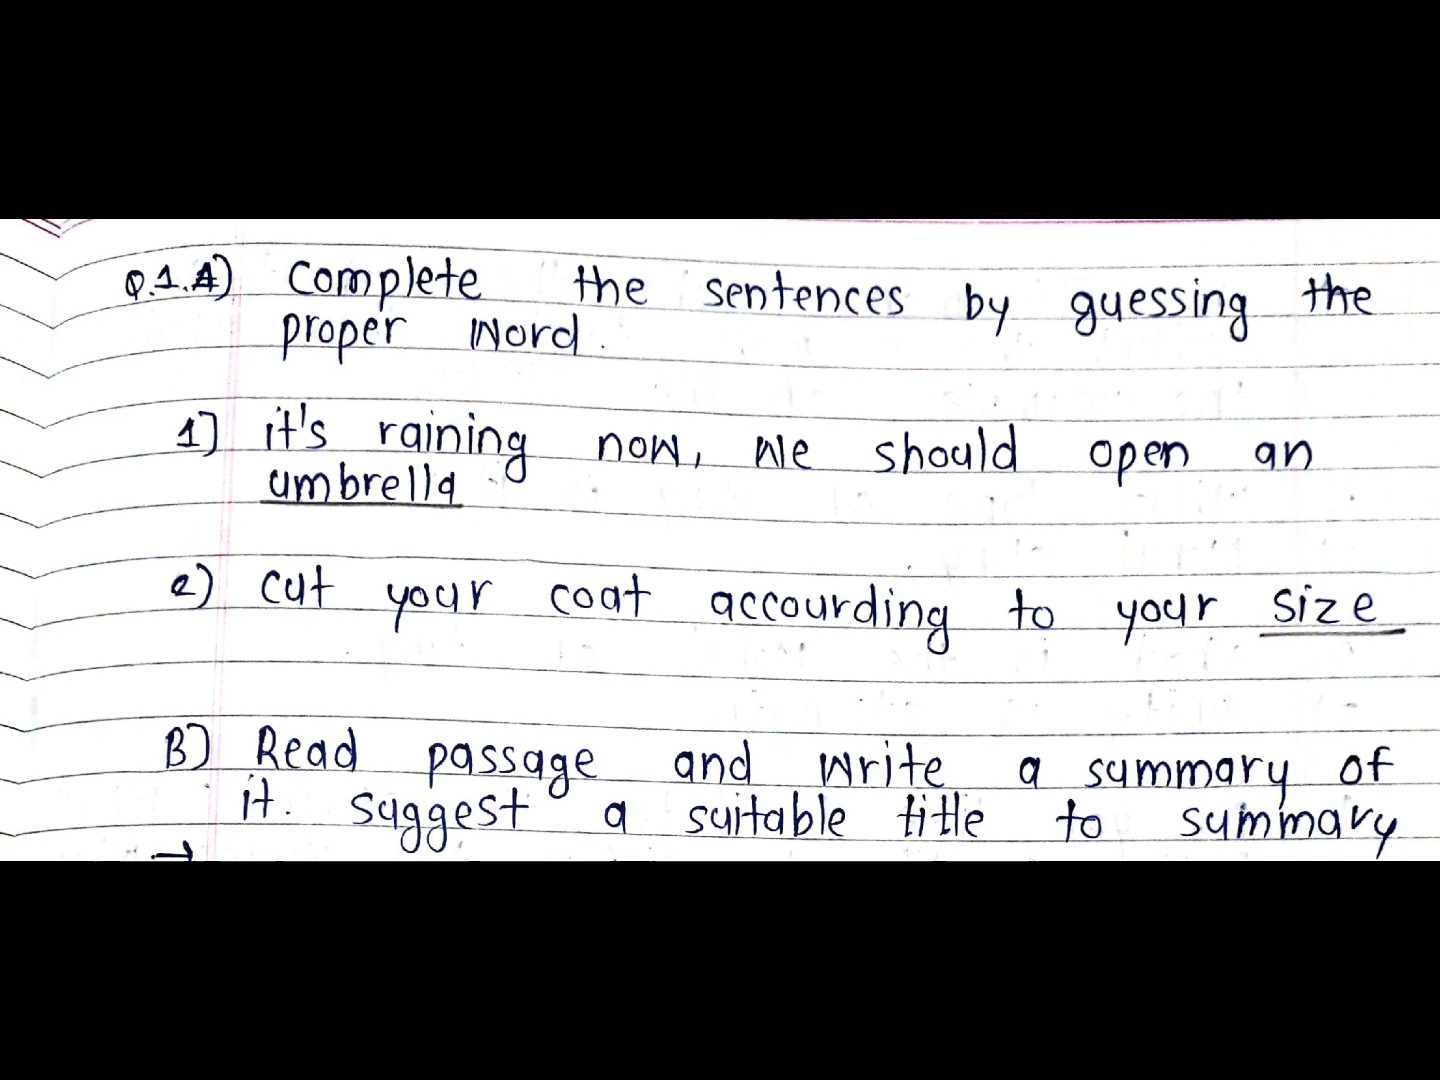 Q.1.A) Complete the sentences by guessing the
proper Word.
1] it's raining now, we should open an
umbrella.
2) cut your coat accourding to your size
B] Read passage and write a summary of
it. suggest a suitable title to summary
→